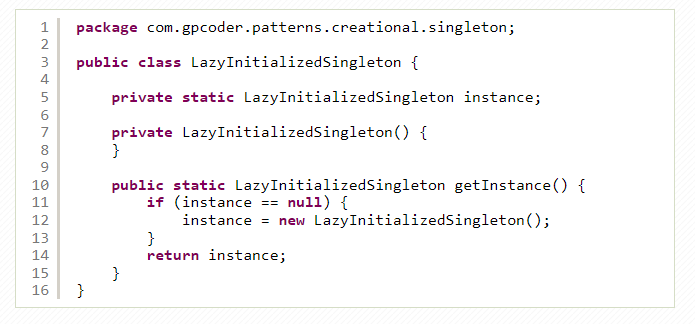 1 package com.gpcoder.patterns.creational.singleton;
2
3 public class LazyInitializedSingleton {
4
5     private static LazyInitializedSingleton instance;
6
7     private LazyInitializedSingleton() {
8     }
9
10     public static LazyInitializedSingleton getInstance() {
11         if (instance == null) {
12             instance = new LazyInitializedSingleton();
13         }
14         return instance;
15     }
16 }